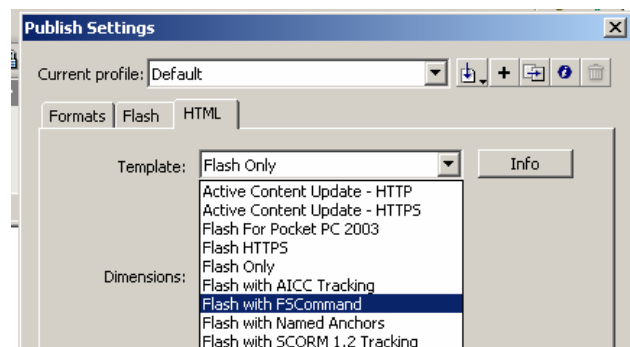 Publish Settings
Current profile: Default
Formats Flash HTML
Template: Flash Only Info
Active Content Update - HTTP
Active Content Update - HTTPS
Flash For Pocket PC 2003
Flash HTTPS
Flash Only
Dimensions:
Flash with AICC Tracking
Flash with FSCommand
Flash with Named Anchors
Flash with SCORM 1.2 Tracking